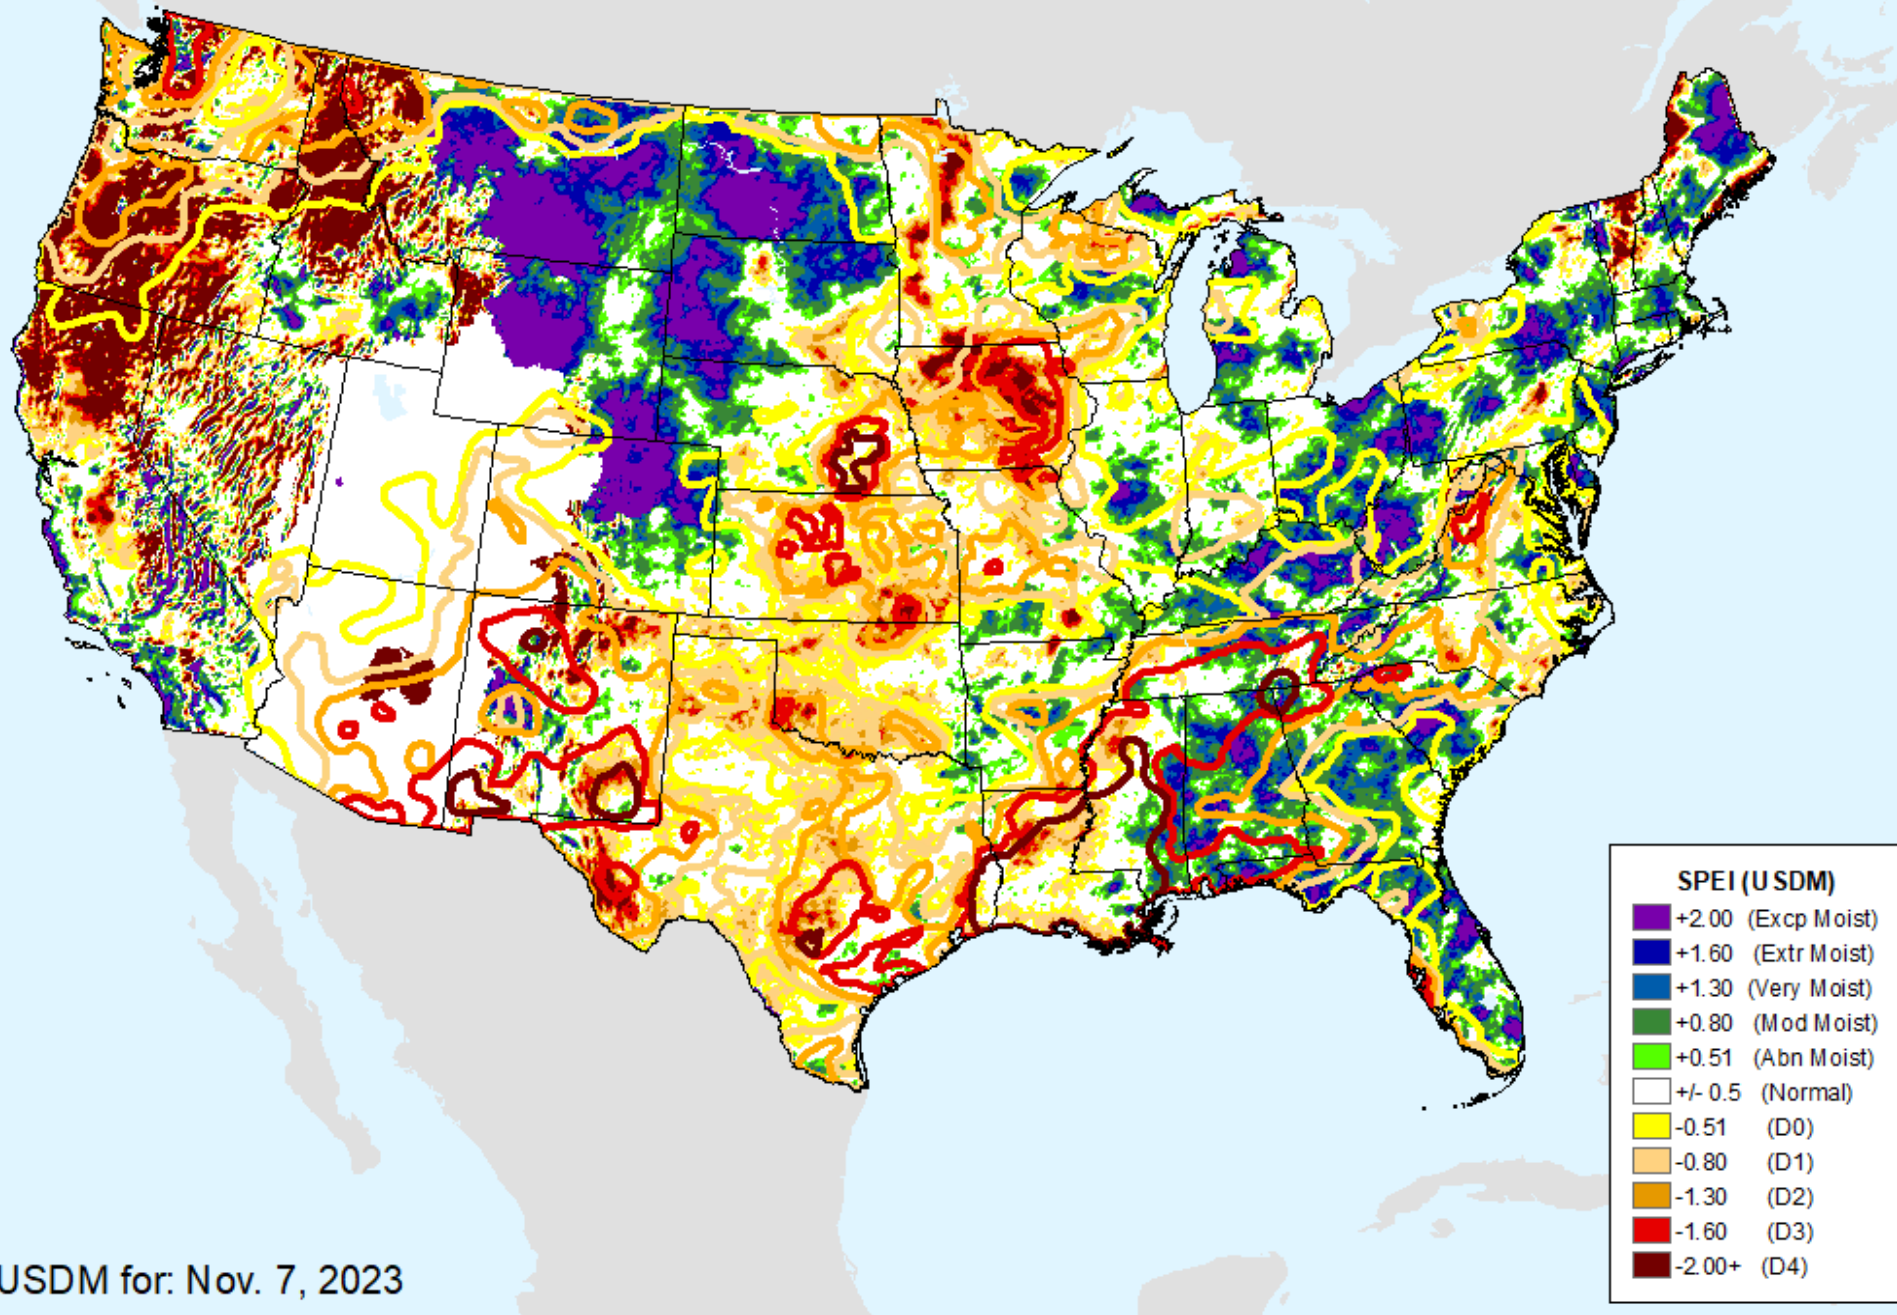 SPEI (USDM)
+2.00 (Excp Moist)
+1.60 (Extr Moist)
+1.30 (Very Moist)
+0.80 (Mod Moist)
+0.51 (Abn Moist)
+/- 0.5 (Normal)
-0.51 (D0)
-0.80 (D1)
-1.30 (D2)
-1.60 (D3)
-2.00+ (D4)
USDM for: Nov. 7, 2023